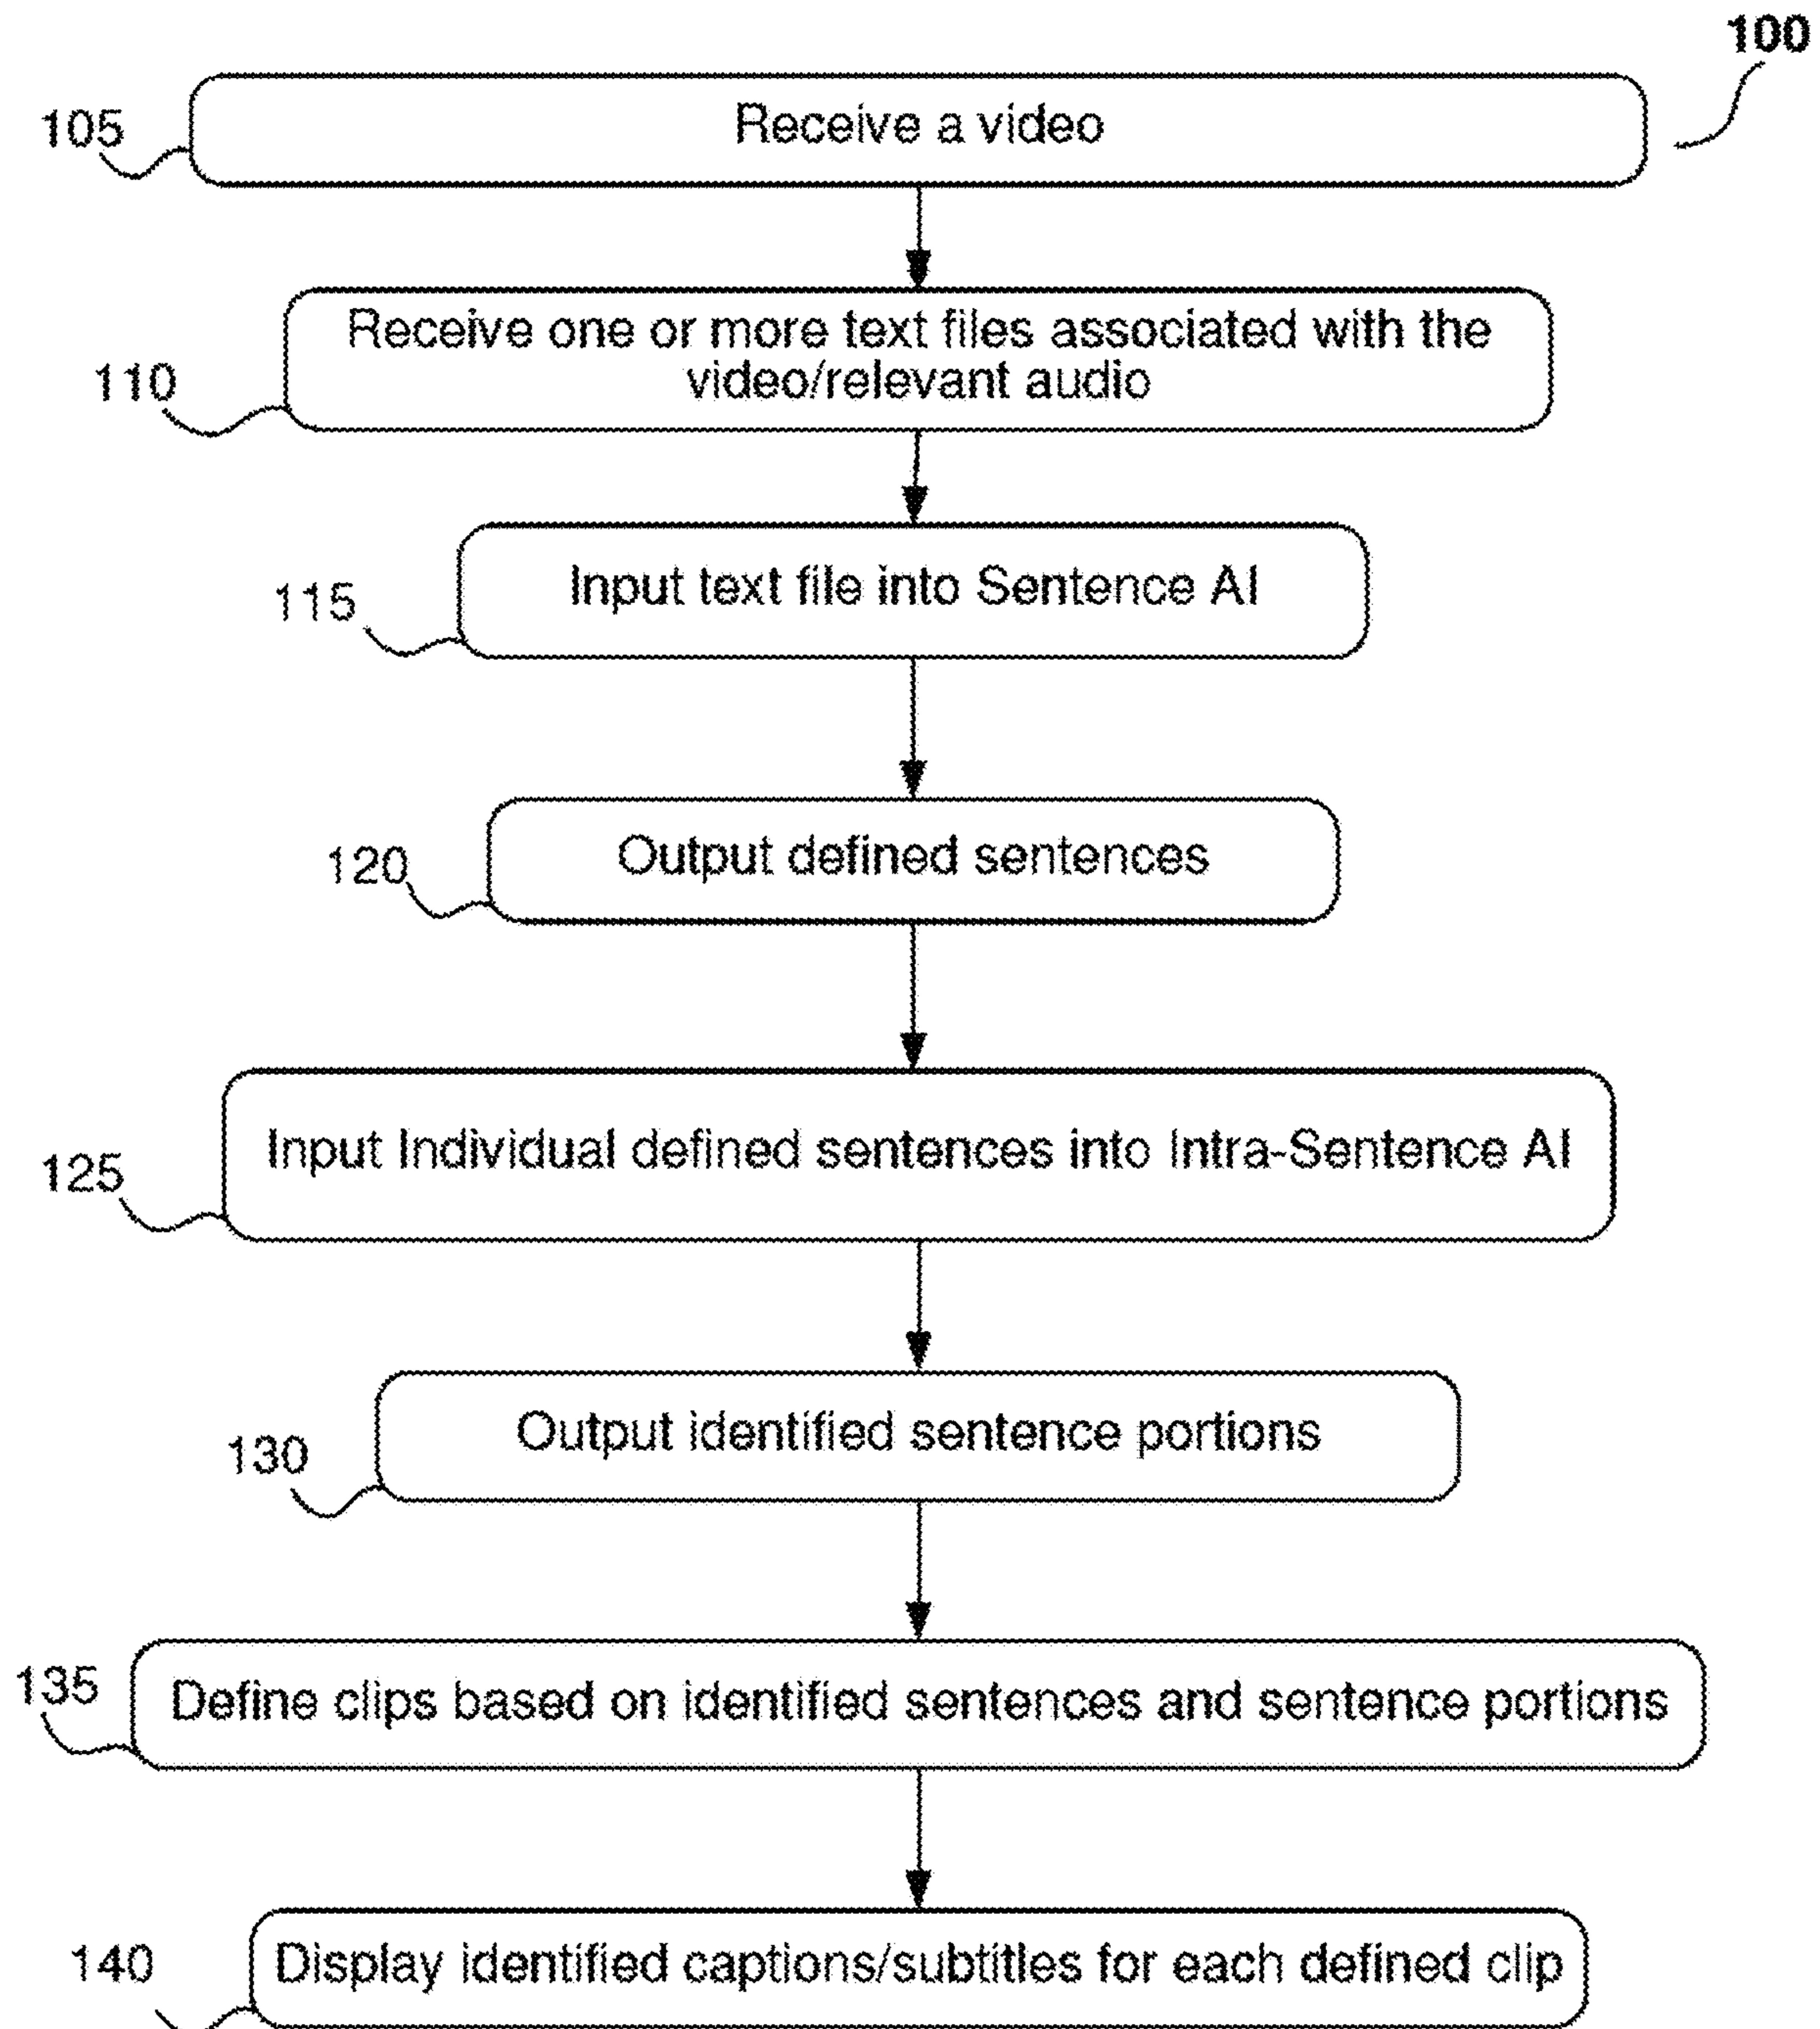 100
105
Receive a video
110
Receive one or more text files associated with the
video/relevant audio
115
Input text file into Sentence AI
120
Output defined sentences
125
Input Individual defined sentences into Intra-Sentence AI
130
Output identified sentence portions
135
Define clips based on identified sentences and sentence portions
140
Display identified captions/subtitles for each defined clip